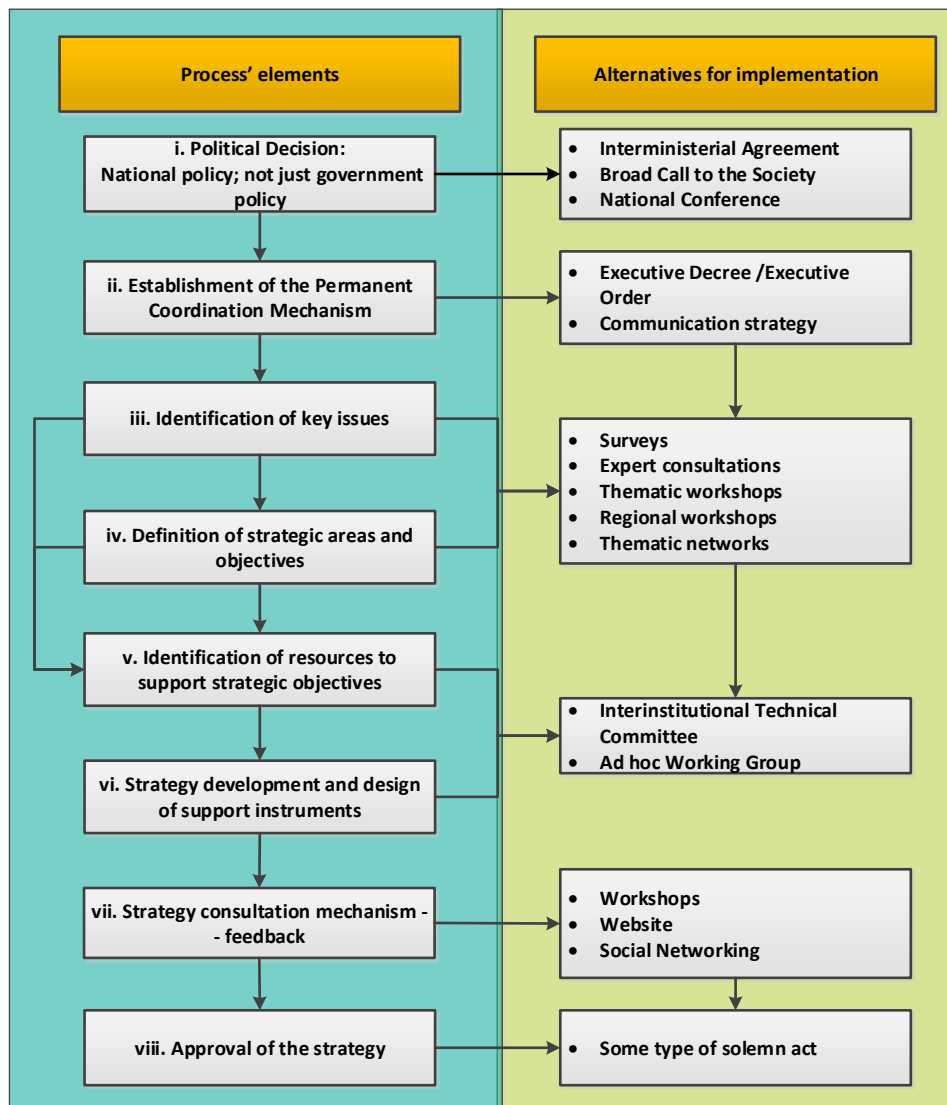 Process’ elements
Alternatives for implementation
i. Political Decision:
National policy; not just government
policy
• Interministerial Agreement
• Broad Call to the Society
• National Conference
ii. Establishment of the Permanent
Coordination Mechanism
• Executive Decree /Executive
Order
• Communication strategy
iii. Identification of key issues
• Surveys
• Expert consultations
• Thematic workshops
• Regional workshops
• Thematic networks
iv. Definition of strategic areas and
objectives
v. Identification of resources to
support strategic objectives
• Interinstitutional Technical
Committee
• Ad hoc Working Group
vi. Strategy development and design
of support instruments
vii. Strategy consultation mechanism -
- feedback
• Workshops
• Website
• Social Networking
viii. Approval of the strategy
• Some type of solemn act